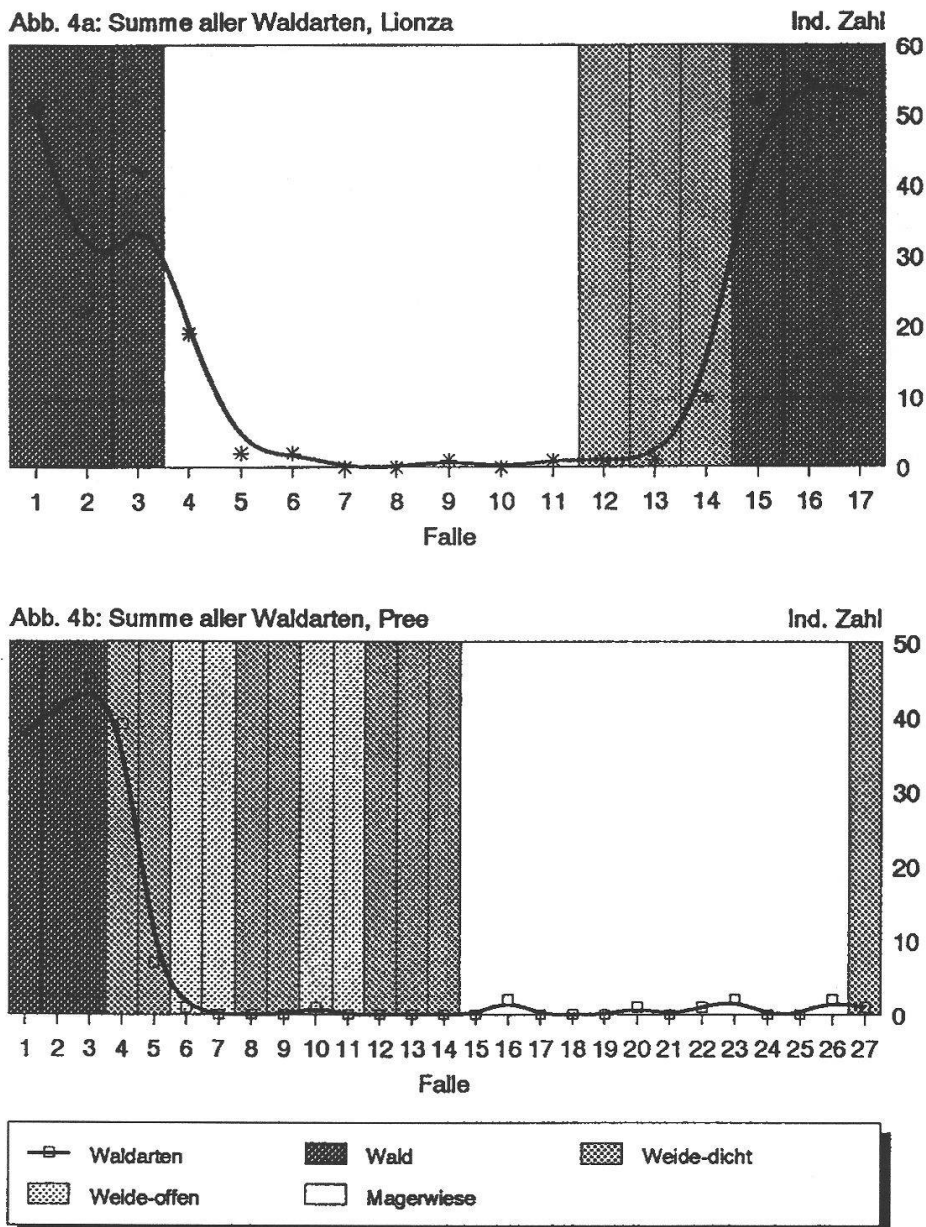 Abb. 4a: Summe aller Waldarten, Lionza Ind. Zahl
60
50
40
30
20
10
0
1 2 3 4 5 6 7 8 9 10 11 12 13 14 15 16 17
Falle
Abb. 4b: Summe aller Waldarten, Pree Ind. Zahl
50
40
30
20
10
0
1 2 3 4 5 6 7 8 9 10 11 12 13 14 15 16 17 18 19 20 21 22 23 24 25 26 27
Falle
Waldarten Wald Weide-dicht
Weide-offen Magerwiese